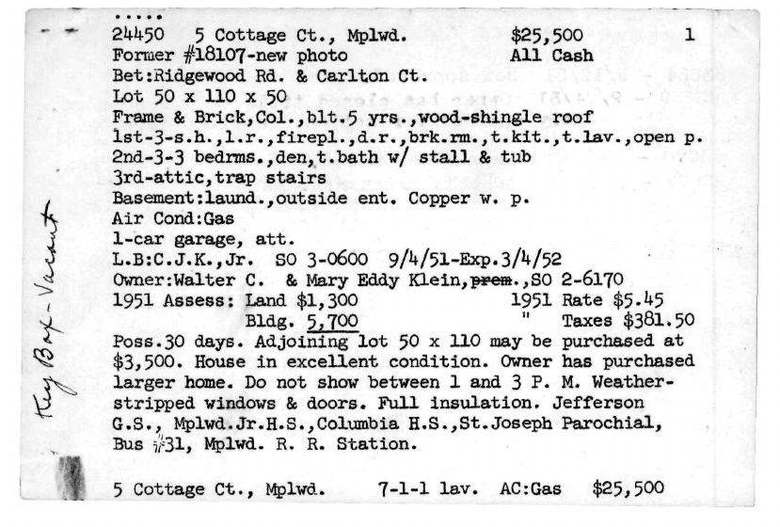 24450 5 Cottage Ct., Mplwd. $25,500 1
Former #18107-new photo All Cash
Bet:Ridgewood Rd. & Carlton Ct.
Lot 50 x 110 x 50
Frame & Brick,Col.,blt.5 yrs.,wood-shingle roof
1st-3-s.h.,l.r.,firepl.,d.r.,brk.rm.,t.kit.,t.lav.,open p.
2nd-3-3 bedrms.,den,t.bath w/ stall & tub
3rd-attic,trap stairs
Basement:laund.,outside ent. Copper w. p.
Air Cond:Gas
1-car garage, att.
L.B:C.J.K.,Jr. SO 3-0600 9/4/51-Exp.3/4/52
Owner:Walter C. & Mary Eddy Klein,prem.,SO 2-6170
1951 Assess: Land $1,300 1951 Rate $5.45
Bldg. 5,700 " Taxes $381.50
Poss.30 days. Adjoining lot 50 x 110 may be purchased at
$3,500. House in excellent condition. Owner has purchased
larger home. Do not show between 1 and 3 P. M. Weather-
stripped windows & doors. Full insulation. Jefferson
G.S., Mplwd.Jr.H.S.,Columbia H.S.,St.Joseph Parochial,
Bus #31, Mplwd. R. R. Station.
5 Cottage Ct., Mplwd. 7-1-1 lav. AC:Gas $25,500
Key Box-Vacant